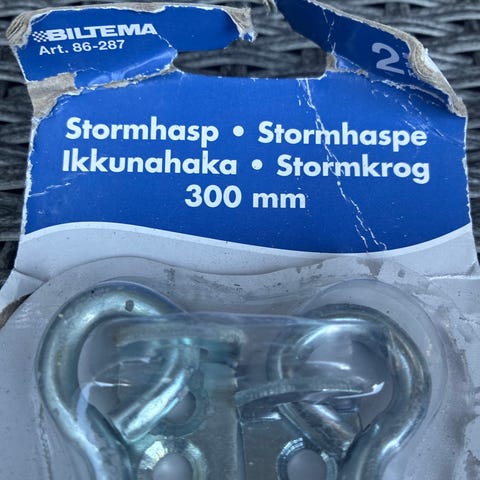 BILTEMA
Art. 86-287
2
Stormhasp • Stormhaspe
Ikkunahaka • Stormkrog
300 mm